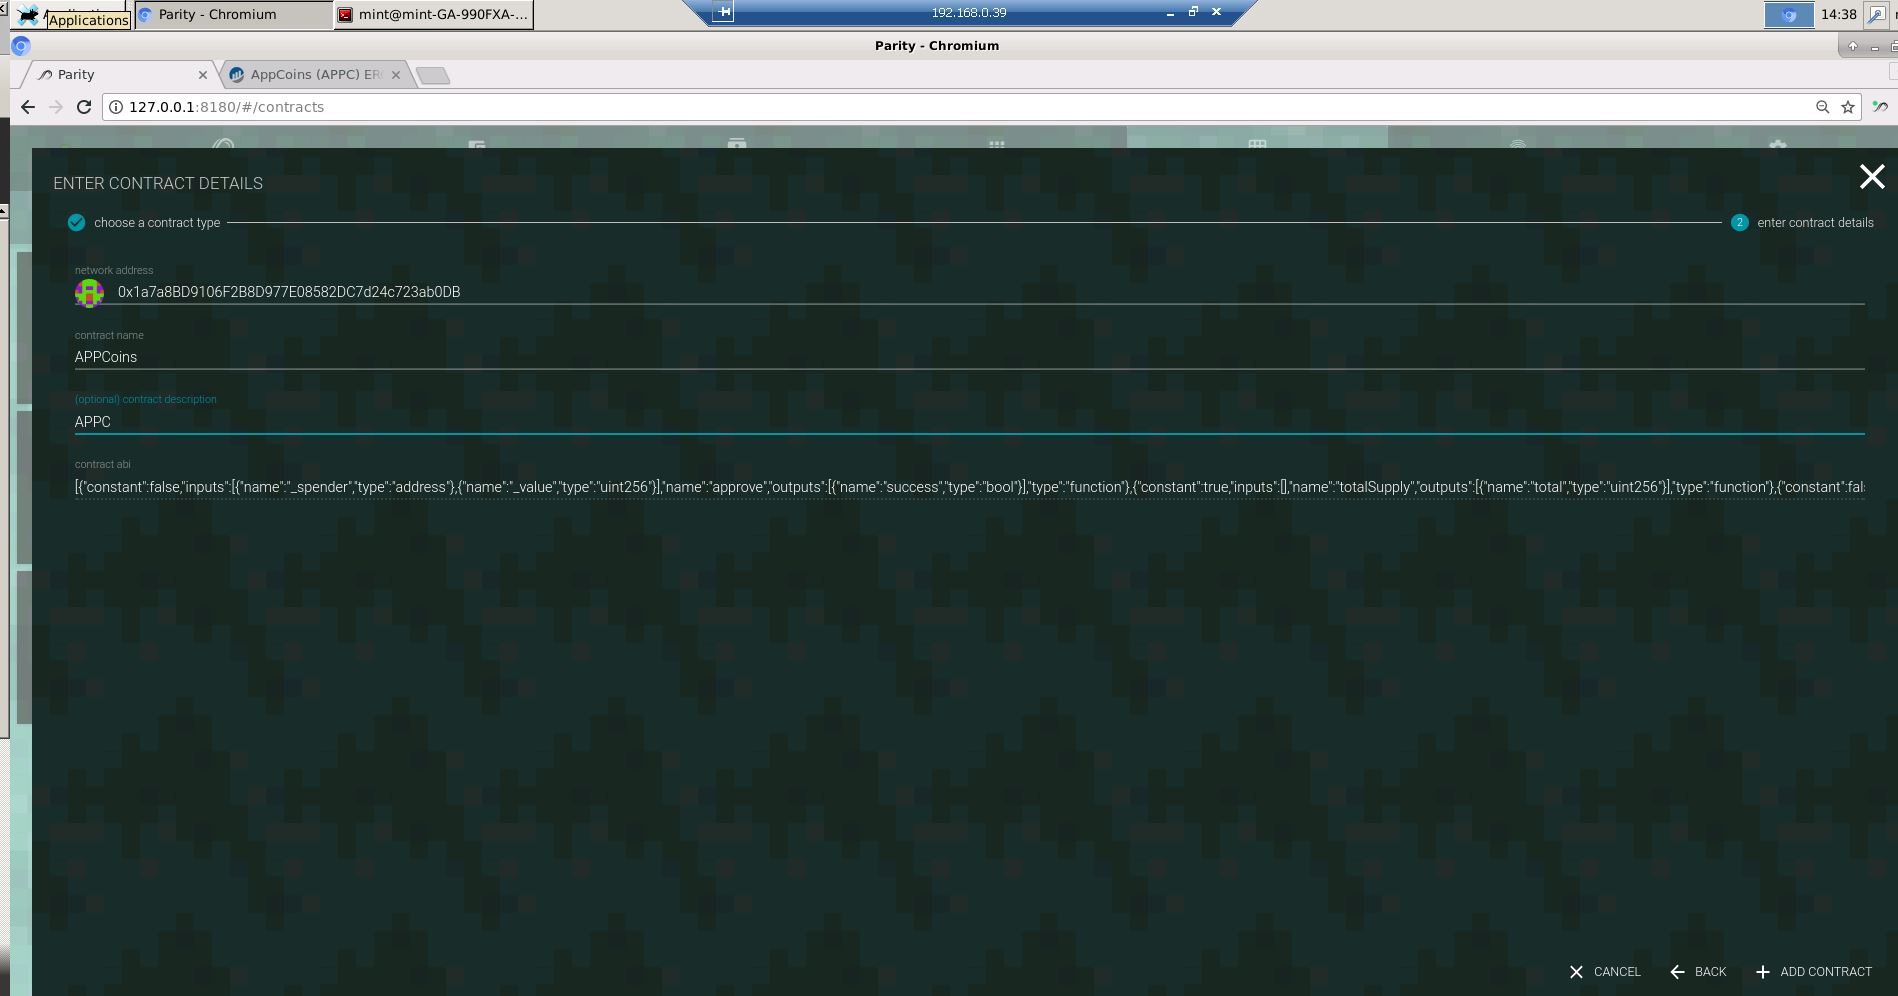 Applications
Parity - Chromium
mint@mint-GA-990FXA-...
192.168.0.39
14:38
Parity - Chromium
Parity
AppCoins (APPC) ER
127.0.0.1:8180/#/contracts
ENTER CONTRACT DETAILS
choose a contract type
2
enter contract details
network address
0x1a7a8BD9106F2B8D977E08582DC7d24c723ab0DB
contract name
APPCoins
(optional) contract description
APPC
contract abi
[{"constant":false,"inputs":[{"name":"_spender","type":"address"},{"name":"_value","type":"uint256"}],"name":"approve","outputs":[{"name":"success","type":"bool"}],"type":"function"},{"constant":true,"inputs":[],"name":"totalSupply","outputs":[{"name":"total","type":"uint256"}],"type":"function"},{"constant":fal
CANCEL
BACK
ADD CONTRACT